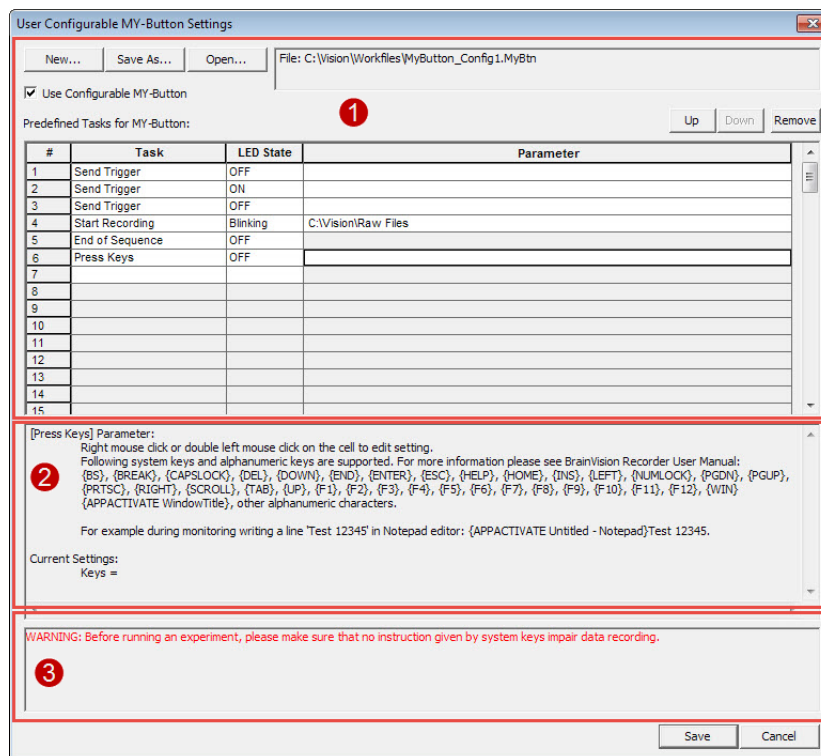 User Configurable MY-Button Settings
New... Save As... Open... File: C:\Vision\Workfiles\MyButton_Config1.MyBtn
Use Configurable MY-Button
1
Predefined Tasks for MY-Button: Up Down Remove
# Task LED State Parameter
1 Send Trigger OFF
2 Send Trigger ON
3 Send Trigger OFF
4 Start Recording Blinking C:\Vision\Raw Files
5 End of Sequence OFF
6 Press Keys OFF
7
8
9
10
11
12
13
14
15
[Press Keys] Parameter:
Right mouse click or double left mouse click on the cell to edit setting.
2
Following system keys and alphanumeric keys are supported. For more information please see BrainVision Recorder User Manual:
{BS}, {BREAK}, {CAPSLOCK}, {DEL}, {DOWN}, {END}, {ENTER}, {ESC}, {HELP}, {HOME}, {INS}, {LEFT}, {NUMLOCK}, {PGDN}, {PGUP},
{PRTSC}, {RIGHT}, {SCROLL}, {TAB}, {UP}, {F1}, {F2}, {F3}, {F4}, {F5}, {F6}, {F7}, {F8}, {F9}, {F10}, {F11}, {F12}, {WIN}
{APPACTIVATE WindowTitle}, other alphanumeric characters.
For example during monitoring writing a line 'Test 12345' in Notepad editor: {APPACTIVATE Untitled - Notepad}Test 12345.
Current Settings:
Keys =
WARNING: Before running an experiment, please make sure that no instruction given by system keys impair data recording.
3
Save Cancel